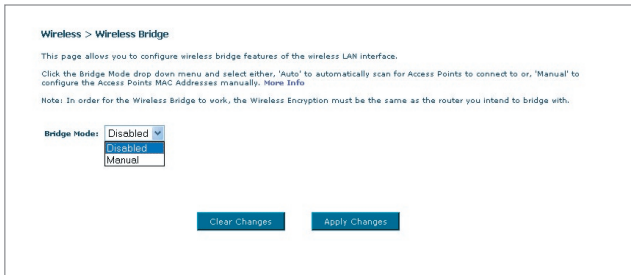 Wireless > Wireless Bridge
This page allows you to configure wireless bridge features of the wireless LAN interface.
Click the Bridge Mode drop down menu and select either, 'Auto' to automatically scan for Access Points to connect to or, 'Manual' to
configure the Access Points MAC Addresses manually. More Info
Note: In order for the Wireless Bridge to work, the Wireless Encryption must be the same as the router you intend to bridge with.
Bridge Mode: Disabled
Disabled
Manual
Clear Changes Apply Changes